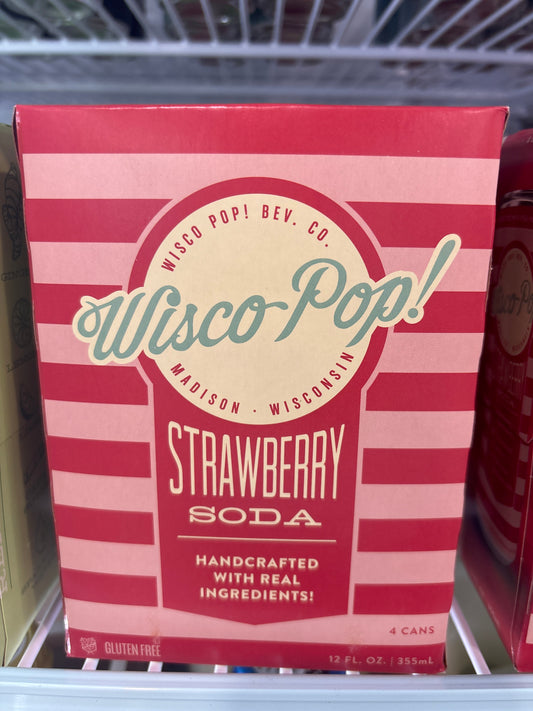 WISCO POP! BEV. CO.
Wisco Pop!
MADISON · WISCONSIN
STRAWBERRY
SODA
HANDCRAFTED
WITH REAL
INGREDIENTS!
4 CANS
GLUTEN FREE
12 FL. OZ. | 355mL